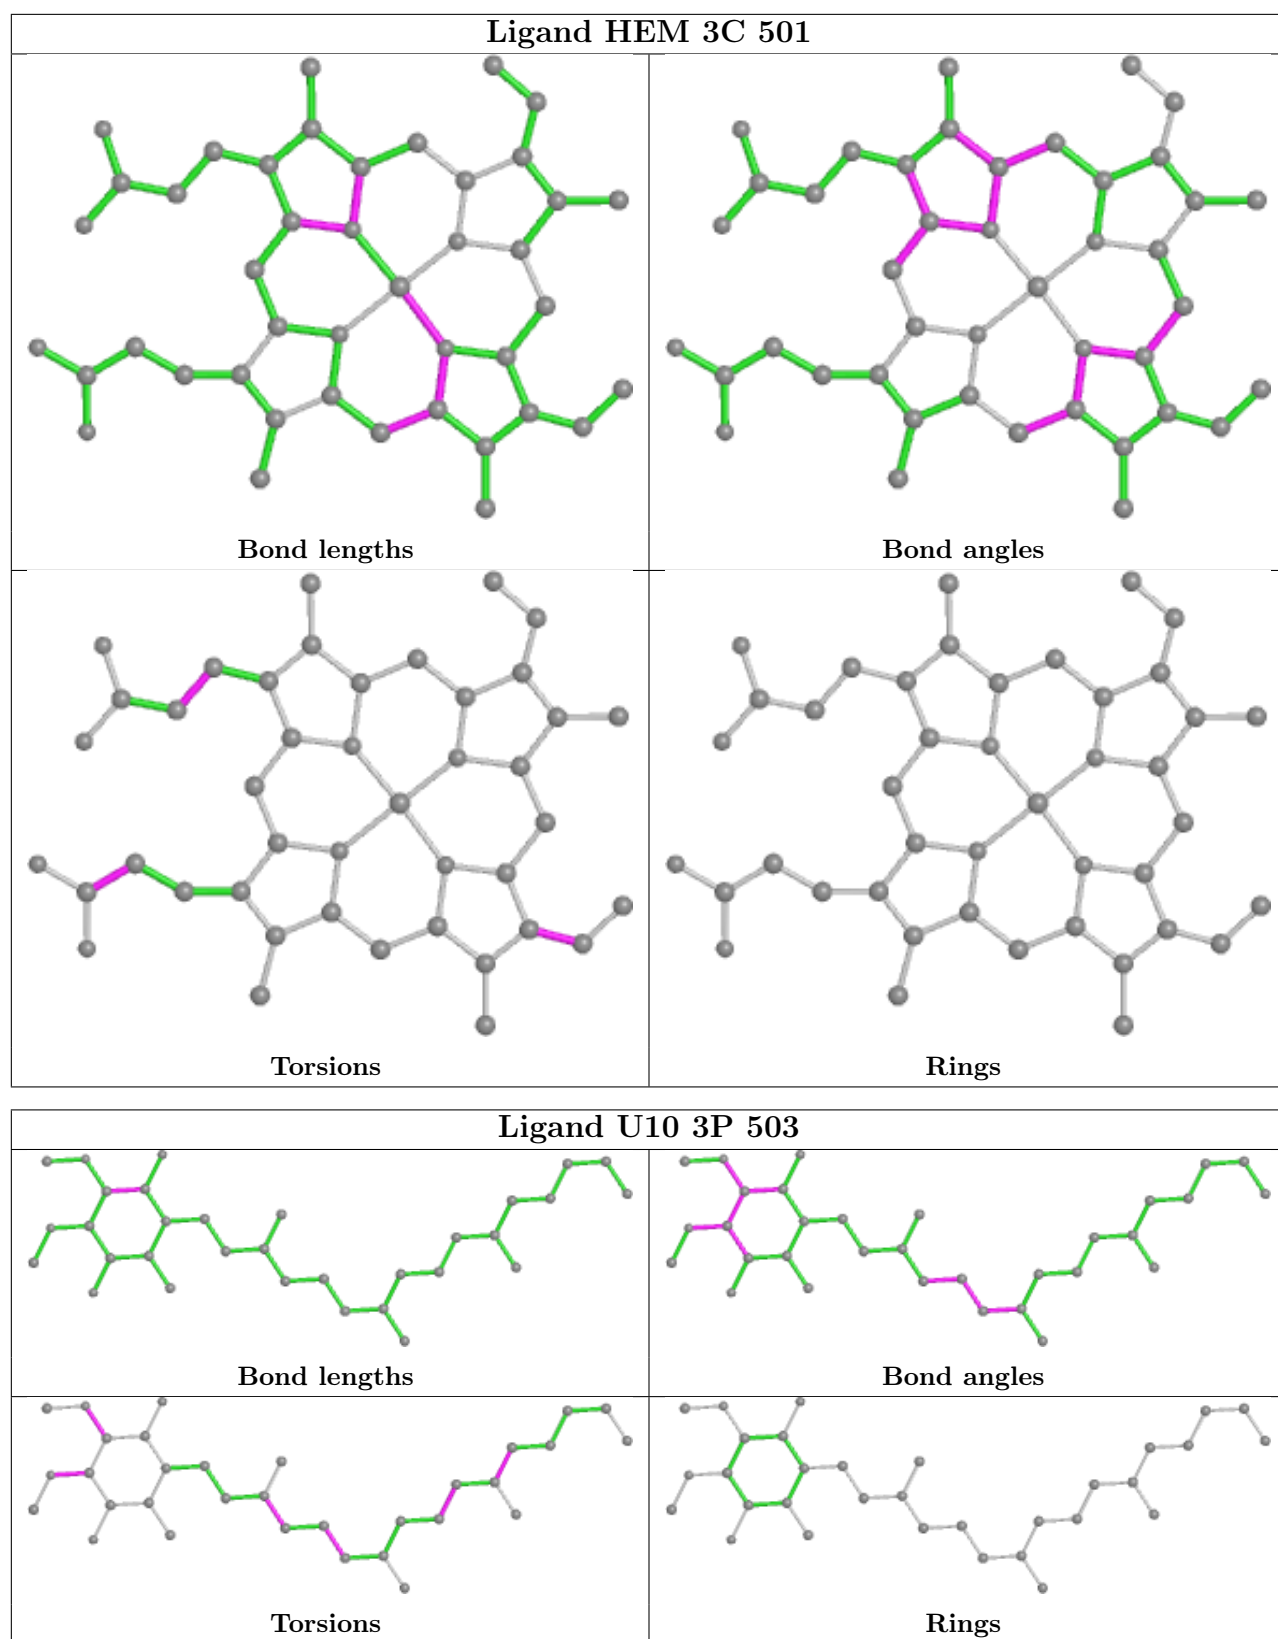 Ligand HEM 3C 501
Bond lengths
Bond angles
Torsions
Rings
Ligand U10 3P 503
Bond lengths
Bond angles
Torsions
Rings